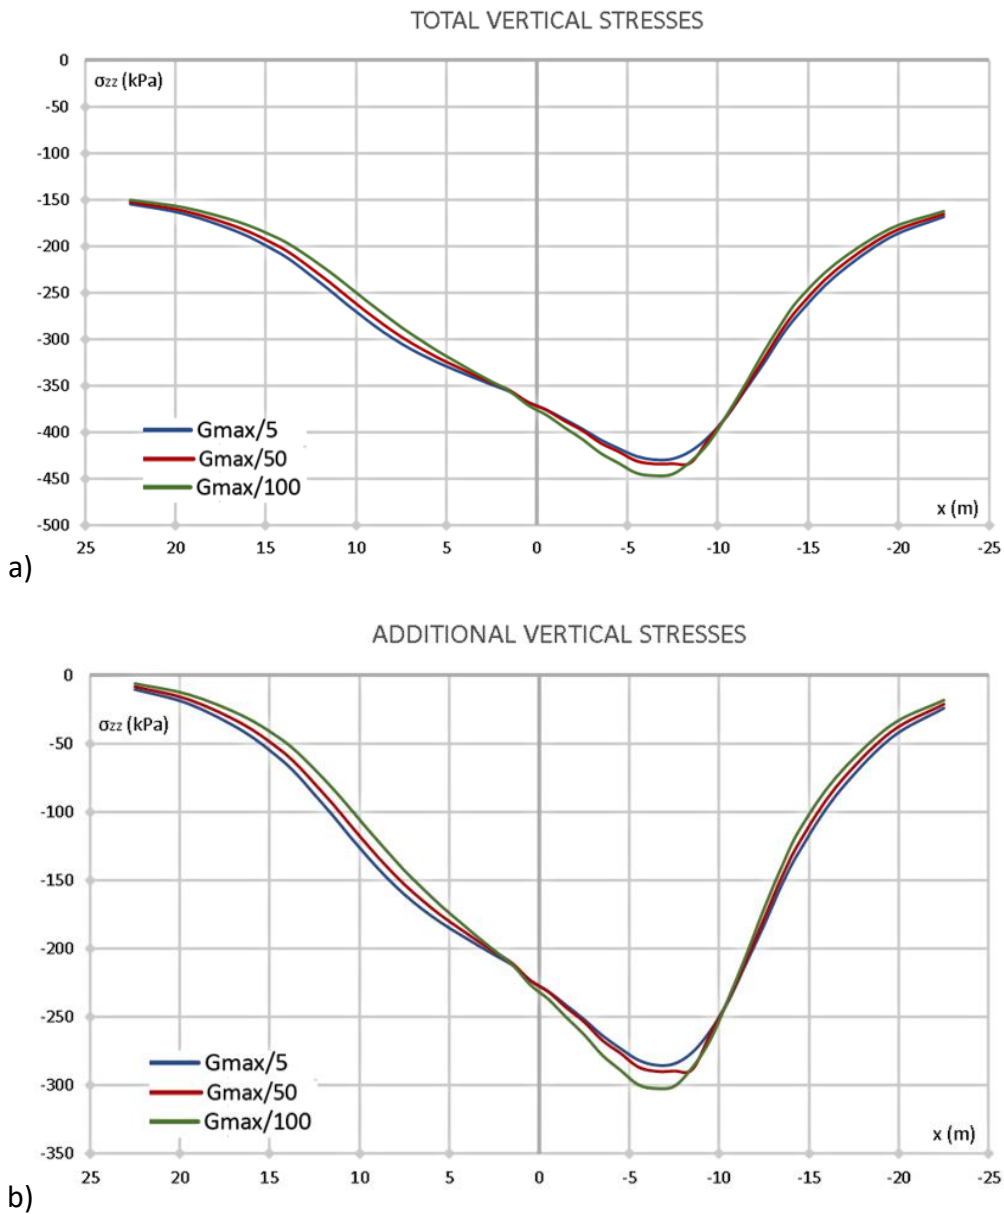 TOTAL VERTICAL STRESSES
0
σzz (kPa)
-50
-100
-150
-200
-250
-300
-350
-400
-450
-500
Gmax/5
Gmax/50
Gmax/100
x (m)
25 20 15 10 5 0 -5 -10 -15 -20 -25
a)
ADDITIONAL VERTICAL STRESSES
0
σzz (kPa)
-50
-100
-150
-200
-250
-300
-350
Gmax/5
Gmax/50
Gmax/100
x (m)
25 20 15 10 5 0 -5 -10 -15 -20 -25
b)